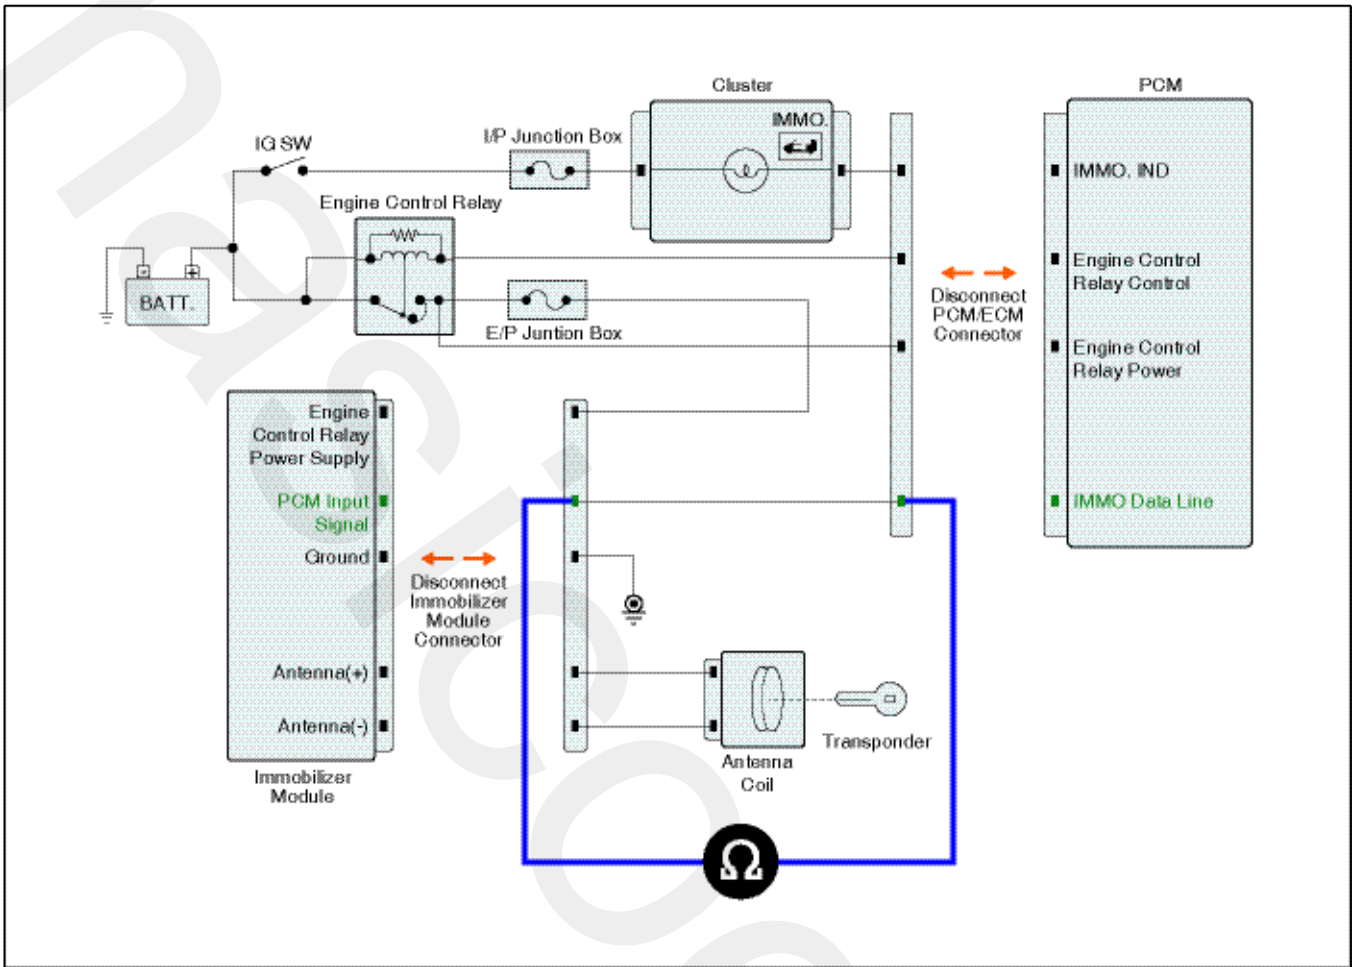 Cluster
PCM
IMMO.
I/P Junction Box
IG SW
IMMO. IND
Engine Control Relay
Engine Control
Relay Control
Disconnect
PCM/ECM
Connector
- +
BATT.
E/P Juntion Box
Engine Control
Relay Power
Engine
Control Relay
Power Supply
PCM Input
Signal
IMMO Data Line
Ground
Disconnect
Immobilizer
Module
Connector
Antenna(+)
Antenna(-)
Transponder
Antenna
Coil
Immobilizer
Module
Ω